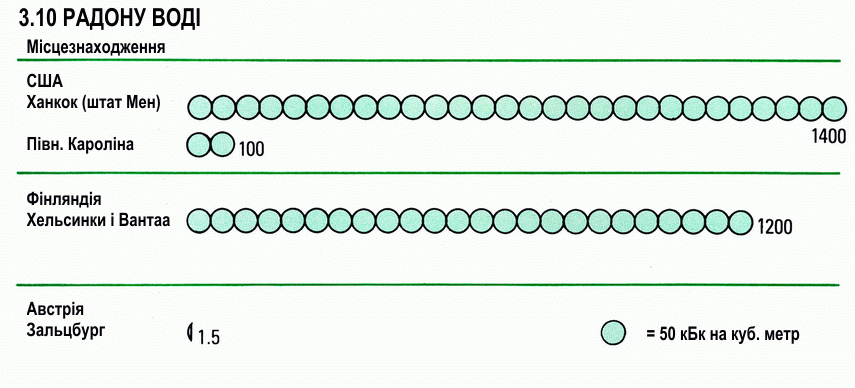 3.10 РАДОНУ ВОДІ
Місцезнаходження
США
Ханкок (штат Мен)
1400
Півн. Кароліна
100
Фінляндія
Хельсинки і Вантаа
1200
Австрія
Зальцбург
1.5
= 50 кБк на куб. метр